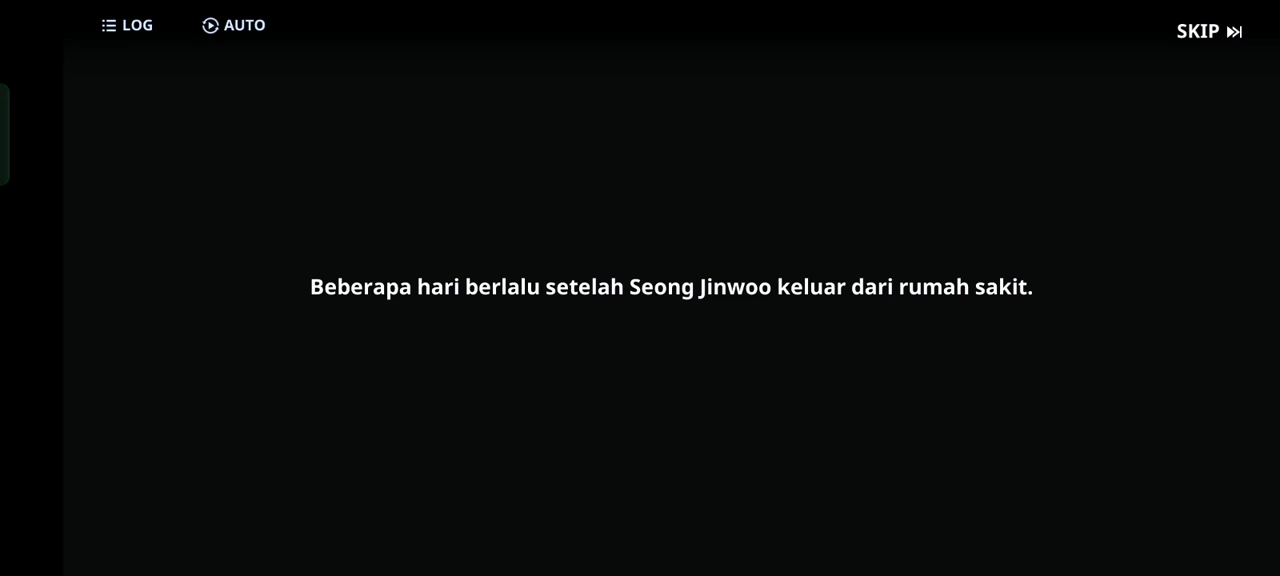 LOG
AUTO
SKIP
Beberapa hari berlalu setelah Seong Jinwoo keluar dari rumah sakit.